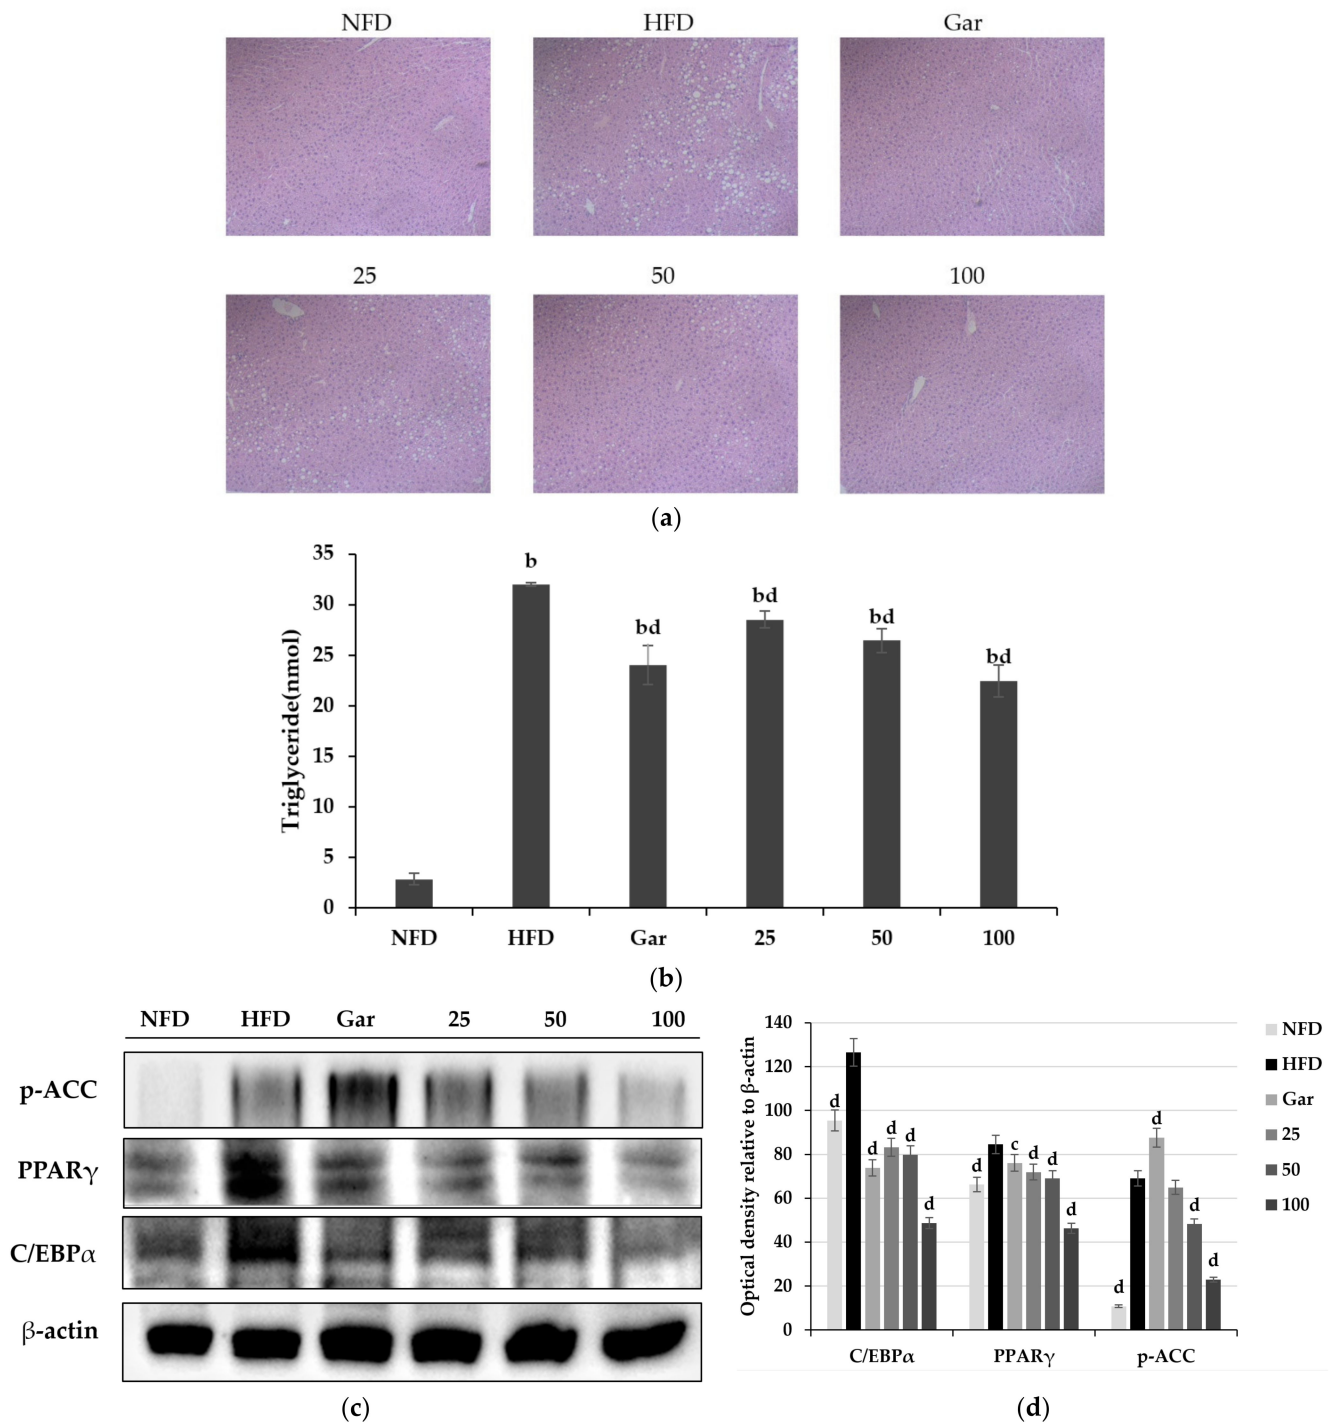 NFD HFD Gar
25 50 100
(a)
Triglyceride(nmol)
35
30
25
20
15
10
5
0
b
bd
bd
bd
bd
NFD HFD Gar 25 50 100
(b)
NFD HFD Gar 25 50 100
p-ACC
PPARγ
C/EBPα
β-actin
(c)
Optical density relative to β-actin
140
120
100
80
60
40
20
0
d d d d d
d c d d d
d d d d
C/EBPα PPARγ p-ACC
NFD
HFD
Gar
25
50
100
(d)